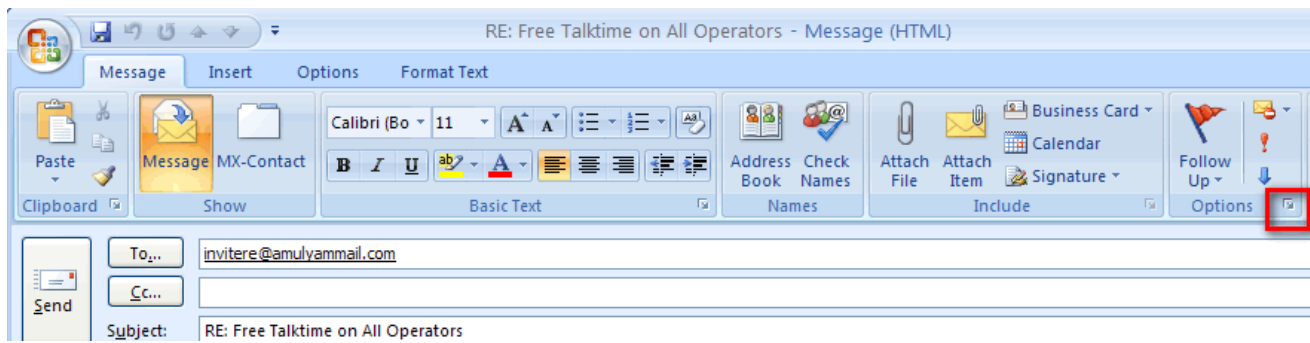 RE: Free Talktime on All Operators - Message (HTML)
Message Insert Options Format Text
Calibri (Bo 11 A A Aa
Business Card
Calendar
Paste Message MX-Contact B I U ab A Address Book Check Names Attach File Attach Item Signature Follow Up
Clipboard Show Basic Text Names Include Options
To... invitere@amulyammail.com
Cc...
Send
Subject: RE: Free Talktime on All Operators